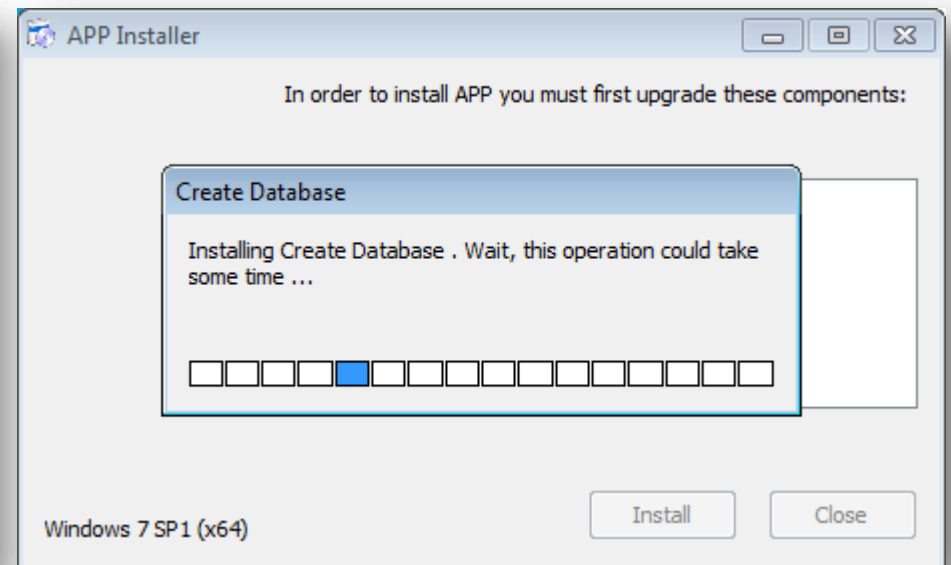 APP Installer
In order to install APP you must first upgrade these components:
Create Database
Installing Create Database . Wait, this operation could take
some time ...
Install
Close
Windows 7 SP1 (x64)